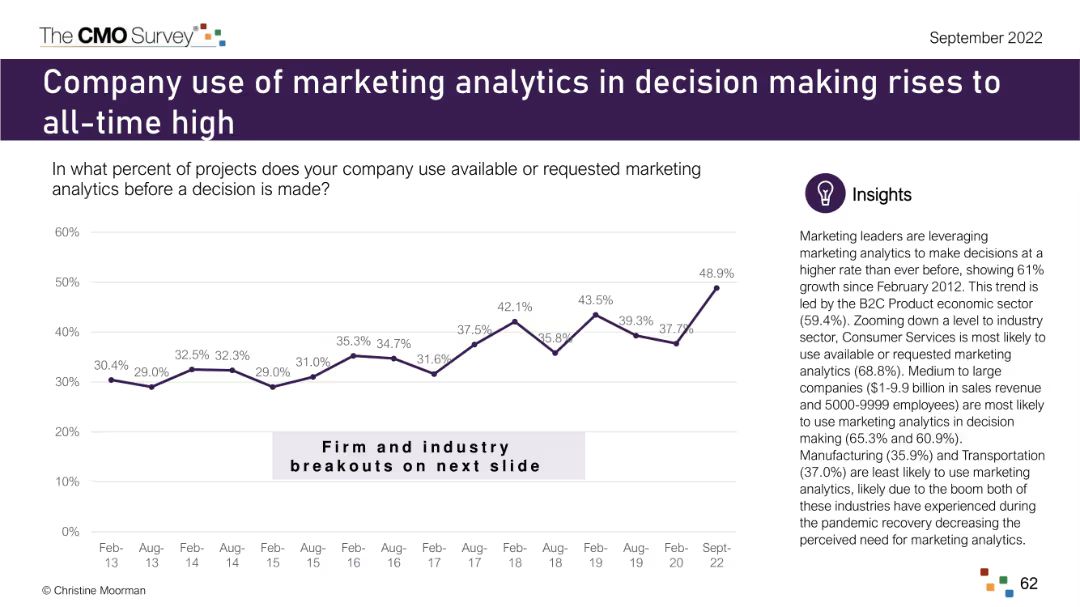 The CMO Survey
September 2022
Company use of marketing analytics in decision making rises to
all-time high
In what percent of projects does your company use available or requested marketing
analytics before a decision is made?
60%
50%
40%
30%
20%
10%
0%
30.4%
29.0%
32.5%
32.3%
29.0%
31.0%
35.3%
34.7%
31.6%
37.5%
42.1%
35.8%
43.5%
39.3%
37.7%
48.9%
Firm and industry
breakouts on next slide
Feb-
13
Aug-
13
Feb-
14
Aug-
14
Feb-
15
Aug-
15
Feb-
16
Aug-
16
Feb-
17
Aug-
17
Feb-
18
Aug-
18
Feb-
19
Aug-
19
Feb-
20
Sept-
22
Insights
Marketing leaders are leveraging
marketing analytics to make decisions at a
higher rate than ever before, showing 61%
growth since February 2012. This trend is
led by the B2C Product economic sector
(59.4%). Zooming down a level to industry
sector, Consumer Services is most likely to
use available or requested marketing
analytics (68.8%). Medium to large
companies ($1-9.9 billion in sales revenue
and 5000-9999 employees) are most likely
to use marketing analytics in decision
making (65.3% and 60.9%).
Manufacturing (35.9%) and Transportation
(37.0%) are least likely to use marketing
analytics, likely due to the boom both of
these industries have experienced during
the pandemic recovery decreasing the
perceived need for marketing analytics.
© Christine Moorman
62